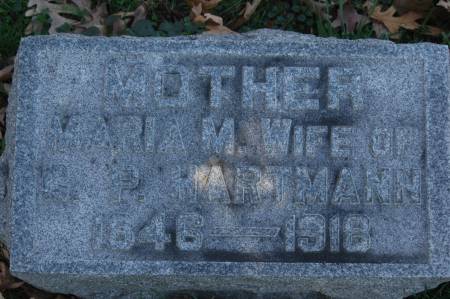 MOTHER
MARIA M. WIFE OF
P. HARTMANN
1846 — 1918